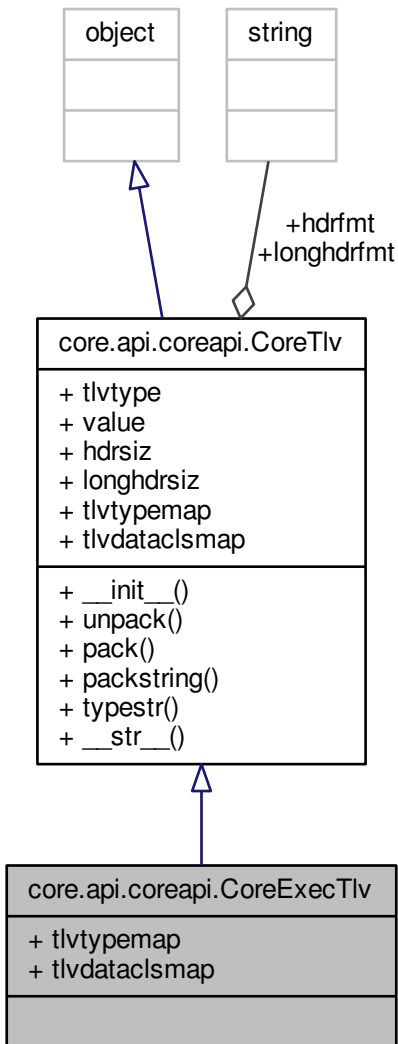 object
string
+hdrfmt
+longhdrfmt
core.api.coreapi.CoreTlv
+ tlvtype
+ value
+ hdrsiz
+ longhdrsiz
+ tlvtypemap
+ tlvdataclsmap
+ __init__()
+ unpack()
+ pack()
+ packstring()
+ typestr()
+ __str__()
core.api.coreapi.CoreExecTlv
+ tlvtypemap
+ tlvdataclsmap